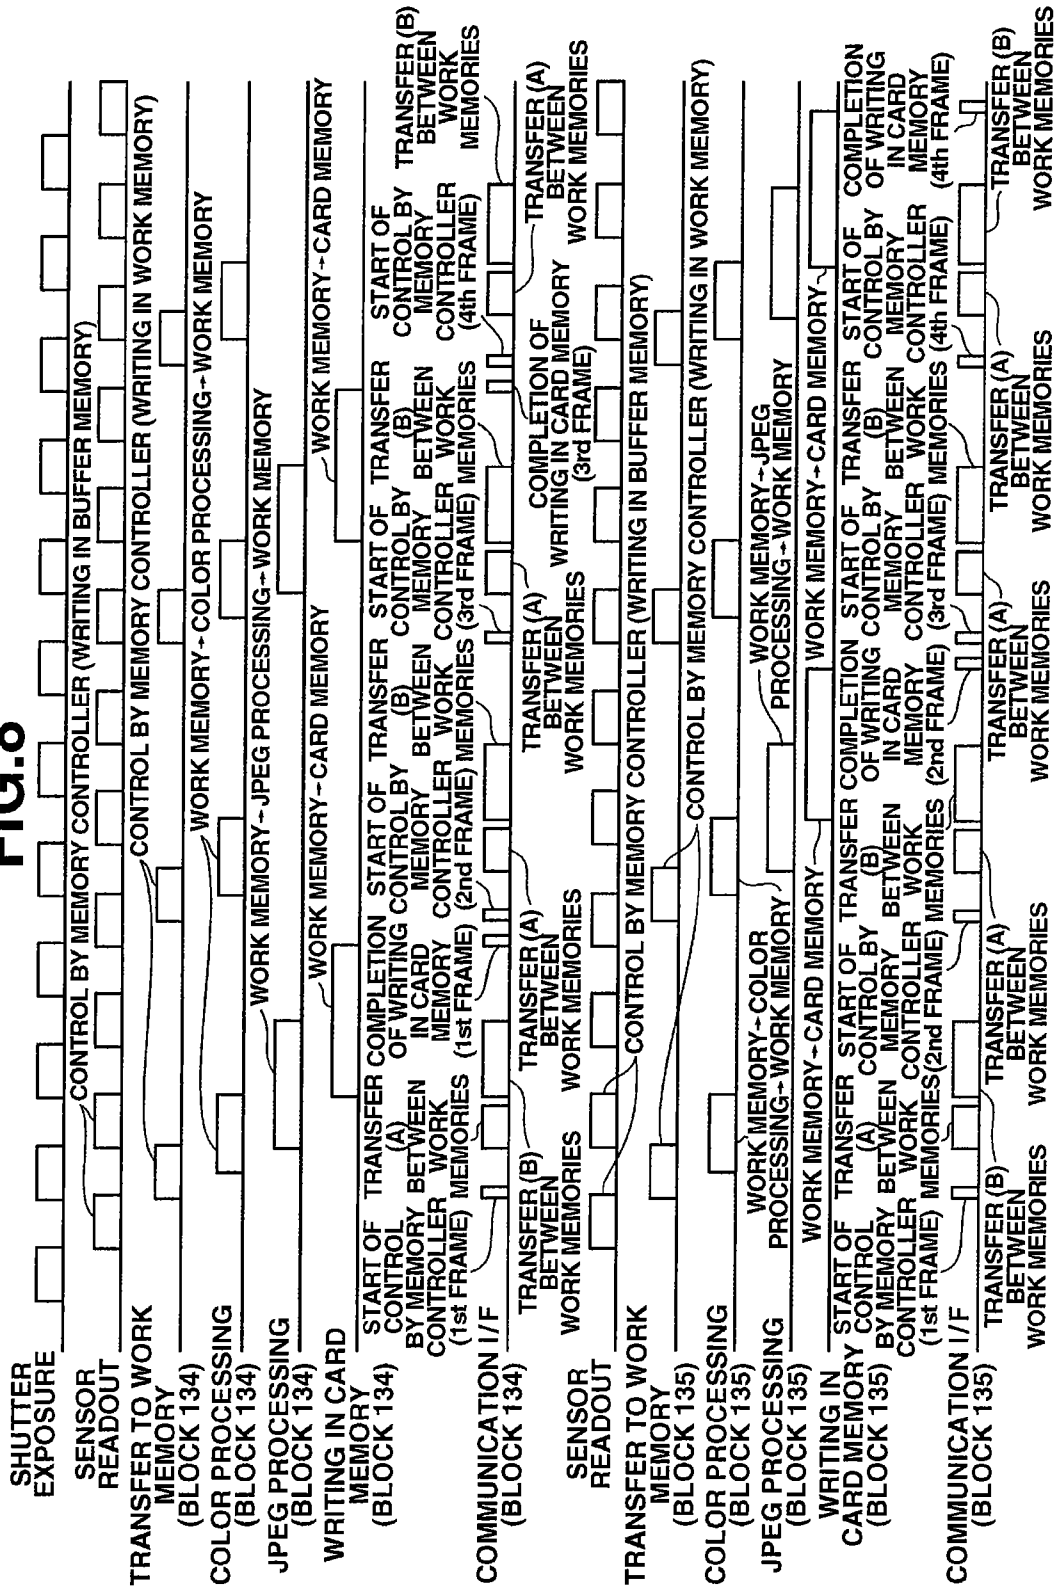 FIG.
SHUTTER
EXPOSURE
SENSOR
READOUT
CONTROL BY MEMORY CONTROLLER (WRITING IN BUFFER MEMORY)
TRANSFER TO WORK
MEMORY
(BLOCK 134)
CONTROL BY MEMORY CONTROLLER (WRITING IN WORK MEMORY)
COLOR PROCESSING
(BLOCK 134)
WORK MEMORY→COLOR PROCESSING→WORK MEMORY
JPEG PROCESSING
(BLOCK 134)
WORK MEMORY→JPEG PROCESSING→WORK MEMORY
WRITING IN CARD
MEMORY
(BLOCK 134)
WORK MEMORY→CARD MEMORY
WORK MEMORY→CARD MEMORY
START OF
CONTROL
BY MEMORY
CONTROLLER
(1st FRAME)
TRANSFER
(A)
BETWEEN
WORK
MEMORIES
COMPLETION
OF WRITING
IN CARD
MEMORY
(1st FRAME)
START OF
CONTROL BY
MEMORY
CONTROLLER
(2nd FRAME)
TRANSFER
(B)
BETWEEN
WORK
MEMORIES
START OF
CONTROL BY
MEMORY
CONTROLLER
(3rd FRAME)
TRANSFER
(B)
BETWEEN
WORK
MEMORIES
START OF
CONTROL BY
MEMORY
CONTROLLER
(4th FRAME)
TRANSFER (B)
BETWEEN
WORK
MEMORIES
COMMUNICATION I/F
(BLOCK 134)
TRANSFER (B)
BETWEEN
WORK MEMORIES
TRANSFER (A)
BETWEEN
WORK MEMORIES
TRANSFER (A)
BETWEEN
WORK MEMORIES
COMPLETION OF
WRITING IN CARD MEMORY
(3rd FRAME)
TRANSFER (A)
BETWEEN
WORK MEMORIES
SENSOR
READOUT
CONTROL BY MEMORY CONTROLLER (WRITING IN BUFFER MEMORY)
TRANSFER TO WORK
MEMORY
(BLOCK 135)
CONTROL BY MEMORY CONTROLLER (WRITING IN WORK MEMORY)
COLOR PROCESSING
(BLOCK 135)
WORK MEMORY→COLOR
PROCESSING→WORK MEMORY
WORK MEMORY→JPEG
PROCESSING→WORK MEMORY
JPEG PROCESSING
(BLOCK 135)
WORK MEMORY→CARD MEMORY
WORK MEMORY→CARD MEMORY
WRITING IN
CARD MEMORY
(BLOCK 135)
START OF
CONTROL
BY MEMORY
CONTROLLER
(1st FRAME)
TRANSFER
(A)
BETWEEN
WORK
MEMORIES
START OF
CONTROL BY
MEMORY
CONTROLLER
(2nd FRAME)
TRANSFER
(B)
BETWEEN
WORK
MEMORIES
COMPLETION
OF WRITING
IN CARD
MEMORY
(2nd FRAME)
START OF
CONTROL BY
MEMORY
CONTROLLER
(3rd FRAME)
TRANSFER
(B)
BETWEEN
WORK
MEMORIES
START OF
CONTROL BY
MEMORY
CONTROLLER
(4th FRAME)
COMPLETION
OF WRITING
IN CARD
MEMORY
(4th FRAME)
COMMUNICATION I/F
(BLOCK 135)
TRANSFER (B)
BETWEEN
WORK MEMORIES
TRANSFER (A)
BETWEEN
WORK MEMORIES
TRANSFER (A)
BETWEEN
WORK MEMORIES
TRANSFER (A)
BETWEEN
WORK MEMORIES
TRANSFER (B)
BETWEEN
WORK MEMORIES